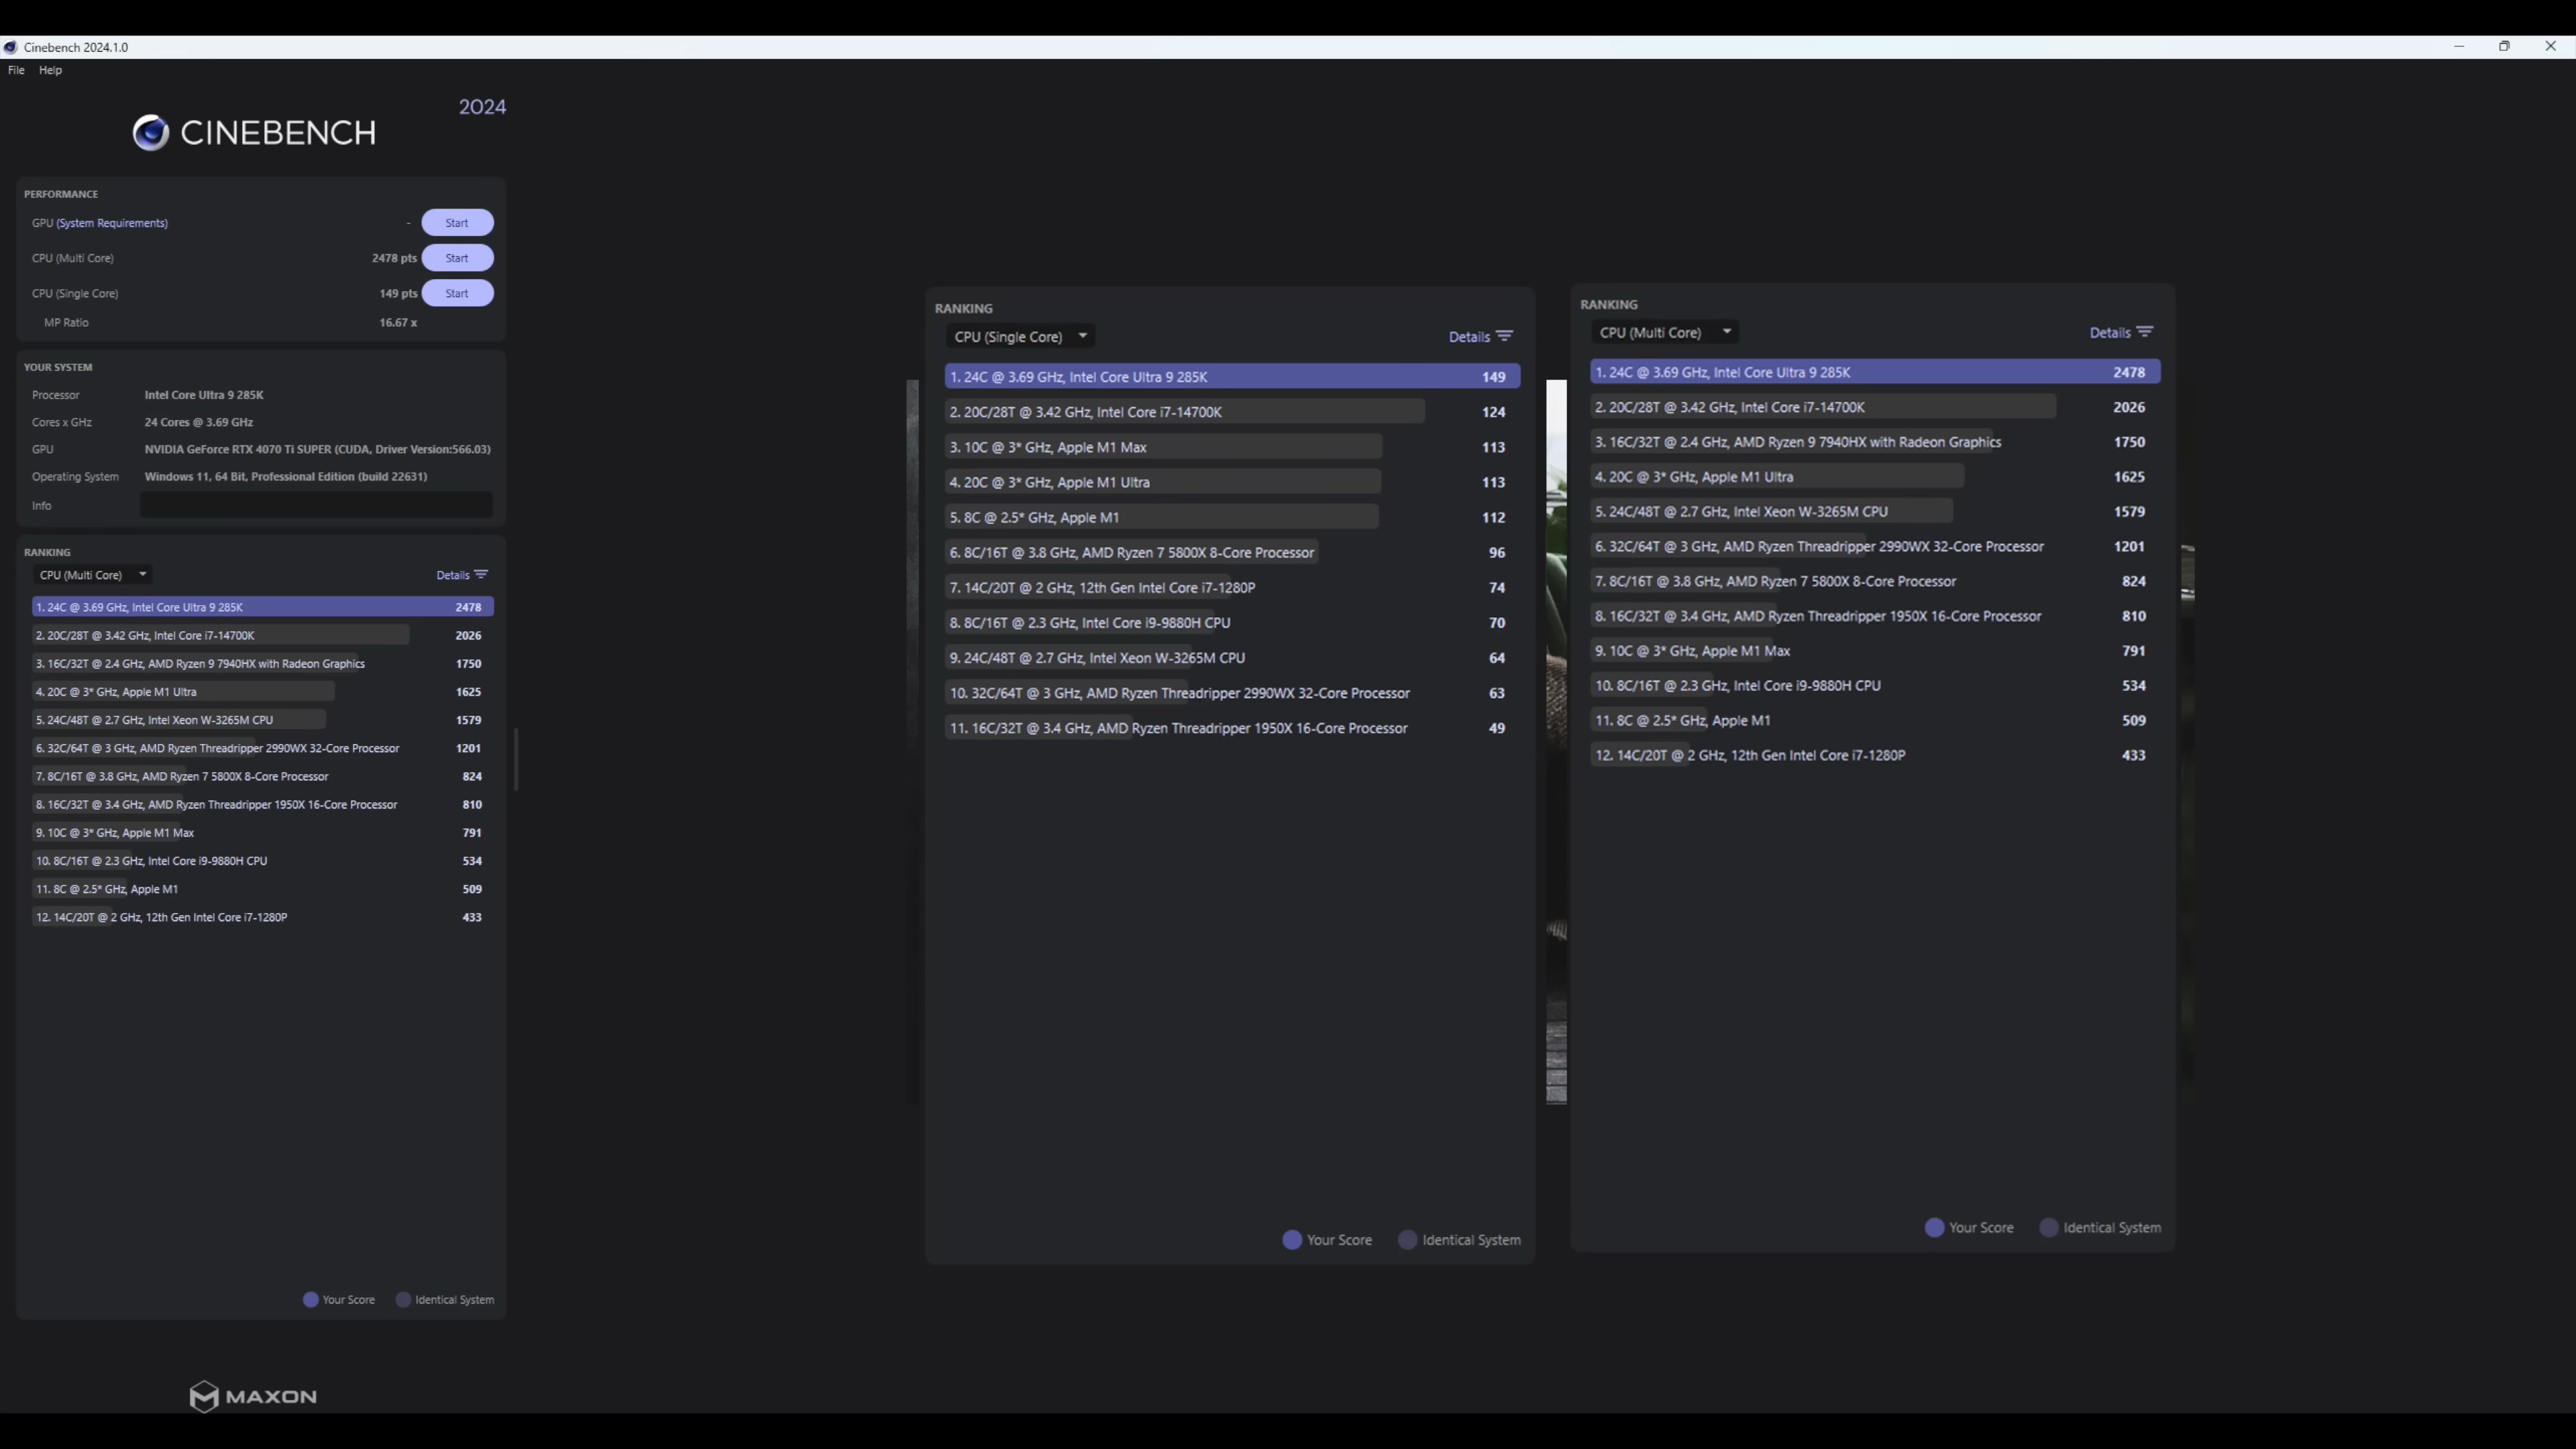 Cinebench 2024.1.0
File Help
2024
CINEBENCH
PERFORMANCE
GPU (System Requirements) - Start
CPU (Multi Core) 2478 pts Start
CPU (Single Core) 149 pts Start
MP Ratio 16.67 x
YOUR SYSTEM
Processor Intel Core Ultra 9 285K
Cores x GHz 24 Cores @ 3.69 GHz
GPU NVIDIA GeForce RTX 4070 Ti SUPER (CUDA, Driver Version:566.03)
Operating System Windows 11, 64 Bit, Professional Edition (build 22631)
Info
RANKING
CPU (Multi Core) Details
1. 24C @ 3.69 GHz, Intel Core Ultra 9 285K 2478
2. 20C/28T @ 3.42 GHz, Intel Core i7-14700K 2026
3. 16C/32T @ 2.4 GHz, AMD Ryzen 9 7940HX with Radeon Graphics 1750
4. 20C @ 3* GHz, Apple M1 Ultra 1625
5. 24C/48T @ 2.7 GHz, Intel Xeon W-3265M CPU 1579
6. 32C/64T @ 3 GHz, AMD Ryzen Threadripper 2990WX 32-Core Processor 1201
7. 8C/16T @ 3.8 GHz, AMD Ryzen 7 5800X 8-Core Processor 824
8. 16C/32T @ 3.4 GHz, AMD Ryzen Threadripper 1950X 16-Core Processor 810
9. 10C @ 3* GHz, Apple M1 Max 791
10. 8C/16T @ 2.3 GHz, Intel Core i9-9880H CPU 534
11. 8C @ 2.5* GHz, Apple M1 509
12. 14C/20T @ 2 GHz, 12th Gen Intel Core i7-1280P 433
Your Score Identical System
MAXON
RANKING
CPU (Single Core) Details
1. 24C @ 3.69 GHz, Intel Core Ultra 9 285K 149
2. 20C/28T @ 3.42 GHz, Intel Core i7-14700K 124
3. 10C @ 3* GHz, Apple M1 Max 113
4. 20C @ 3* GHz, Apple M1 Ultra 113
5. 8C @ 2.5* GHz, Apple M1 112
6. 8C/16T @ 3.8 GHz, AMD Ryzen 7 5800X 8-Core Processor 96
7. 14C/20T @ 2 GHz, 12th Gen Intel Core i7-1280P 74
8. 8C/16T @ 2.3 GHz, Intel Core i9-9880H CPU 70
9. 24C/48T @ 2.7 GHz, Intel Xeon W-3265M CPU 64
10. 32C/64T @ 3 GHz, AMD Ryzen Threadripper 2990WX 32-Core Processor 63
11. 16C/32T @ 3.4 GHz, AMD Ryzen Threadripper 1950X 16-Core Processor 49
Your Score Identical System
RANKING
CPU (Multi Core) Details
1. 24C @ 3.69 GHz, Intel Core Ultra 9 285K 2478
2. 20C/28T @ 3.42 GHz, Intel Core i7-14700K 2026
3. 16C/32T @ 2.4 GHz, AMD Ryzen 9 7940HX with Radeon Graphics 1750
4. 20C @ 3* GHz, Apple M1 Ultra 1625
5. 24C/48T @ 2.7 GHz, Intel Xeon W-3265M CPU 1579
6. 32C/64T @ 3 GHz, AMD Ryzen Threadripper 2990WX 32-Core Processor 1201
7. 8C/16T @ 3.8 GHz, AMD Ryzen 7 5800X 8-Core Processor 824
8. 16C/32T @ 3.4 GHz, AMD Ryzen Threadripper 1950X 16-Core Processor 810
9. 10C @ 3* GHz, Apple M1 Max 791
10. 8C/16T @ 2.3 GHz, Intel Core i9-9880H CPU 534
11. 8C @ 2.5* GHz, Apple M1 509
12. 14C/20T @ 2 GHz, 12th Gen Intel Core i7-1280P 433
Your Score Identical System